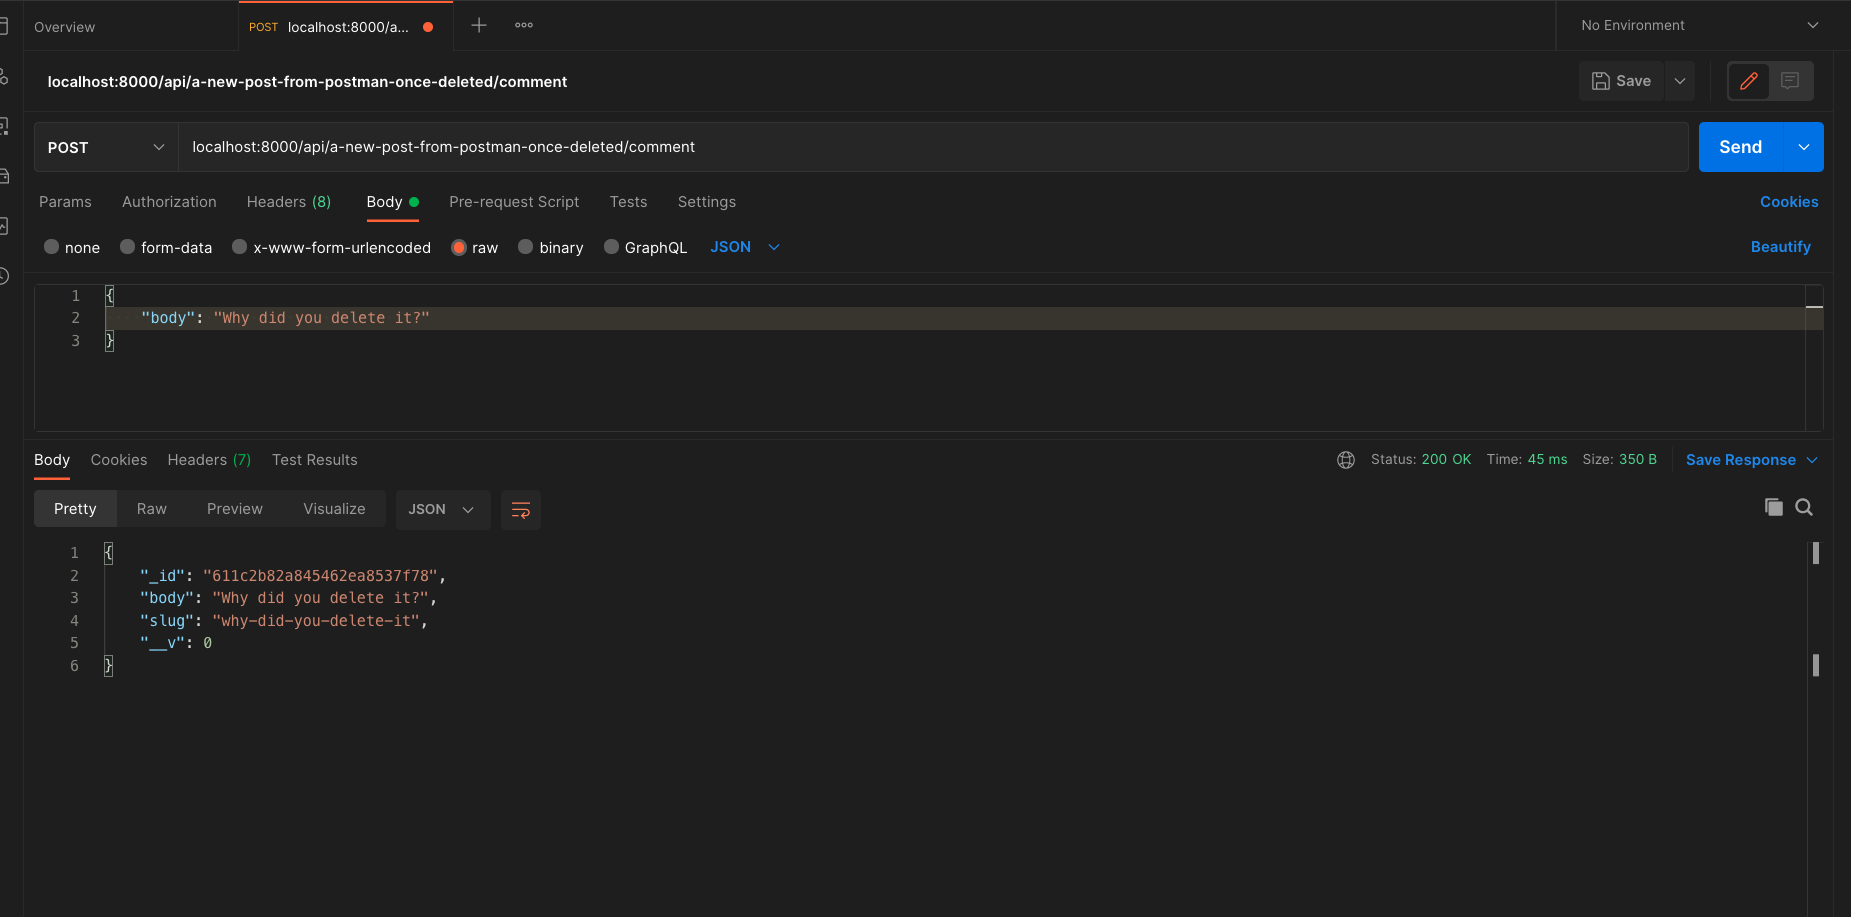 Overview
POST localhost:8000/a...
No Environment
localhost:8000/api/a-new-post-from-postman-once-deleted/comment
Save
POST
localhost:8000/api/a-new-post-from-postman-once-deleted/comment
Send
Params Authorization Headers (8) Body Pre-request Script Tests Settings Cookies
none form-data x-www-form-urlencoded raw binary GraphQL JSON Beautify
1 {
2 "body": "Why did you delete it?"
3 }
Body Cookies Headers (7) Test Results Status: 200 OK Time: 45 ms Size: 350 B Save Response
Pretty Raw Preview Visualize JSON
1 {
2 "_id": "611c2b82a845462ea8537f78",
3 "body": "Why did you delete it?",
4 "slug": "why-did-you-delete-it",
5 "__v": 0
6 }